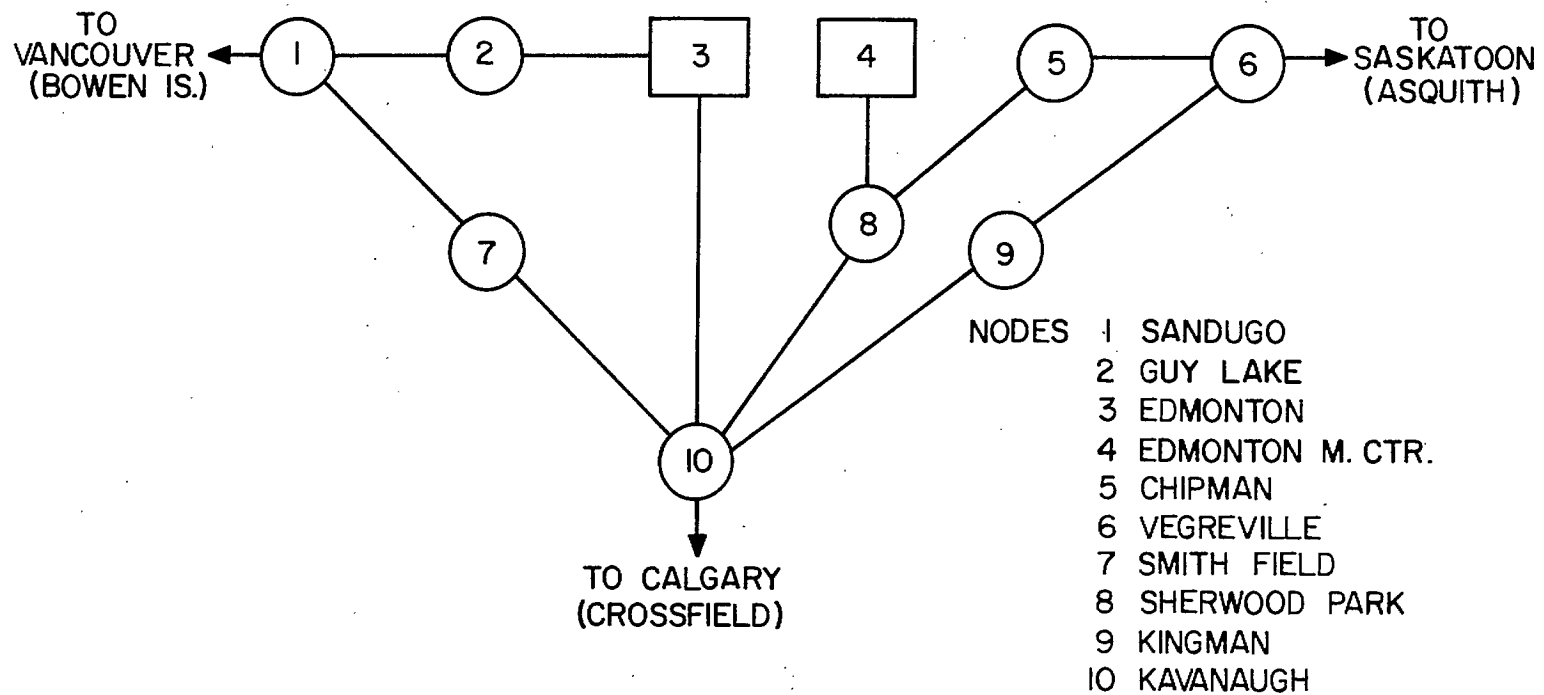 TO
VANCOUVER
(BOWEN IS.)
1
2
3
4
5
6
TO
SASKATOON
(ASQUITH)
7
8
9
10
TO CALGARY
(CROSSFIELD)
NODES 1 SANDUGO
2 GUY LAKE
3 EDMONTON
4 EDMONTON M. CTR.
5 CHIPMAN
6 VEGREVILLE
7 SMITH FIELD
8 SHERWOOD PARK
9 KINGMAN
10 KAVANAUGH